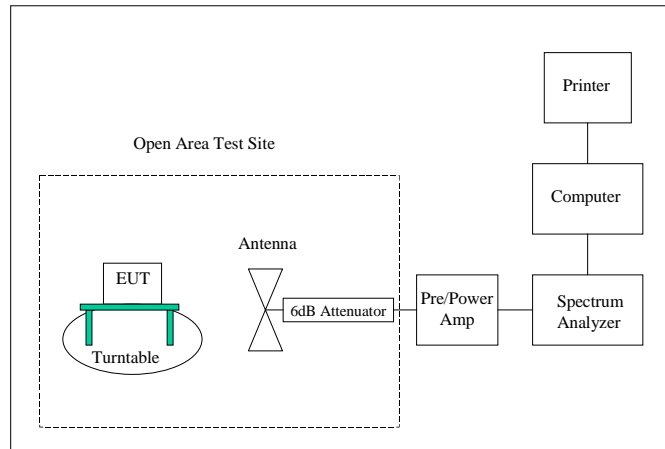 Printer
Open Area Test Site
Computer
Antenna
EUT
6dB Attenuator
Pre/Power
Amp
Spectrum
Analyzer
Turntable